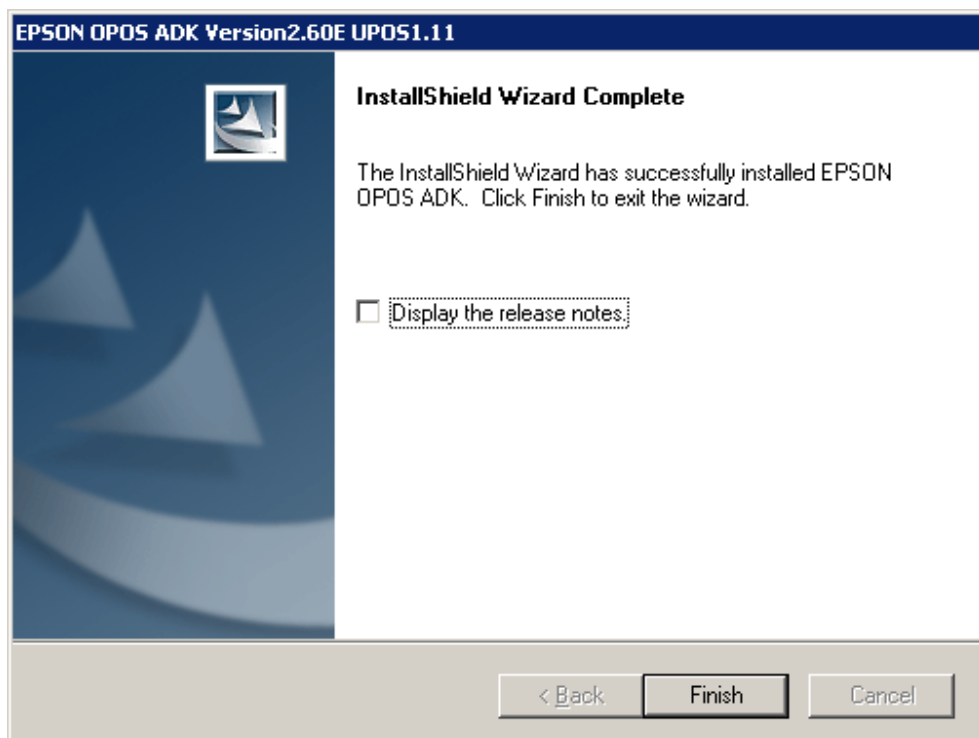 EPSON OPOS ADK Version2.60E UPOS1.11
InstallShield Wizard Complete
The InstallShield Wizard has successfully installed EPSON
OPOS ADK.  Click Finish to exit the wizard.
Display the release notes.
< Back
Finish
Cancel